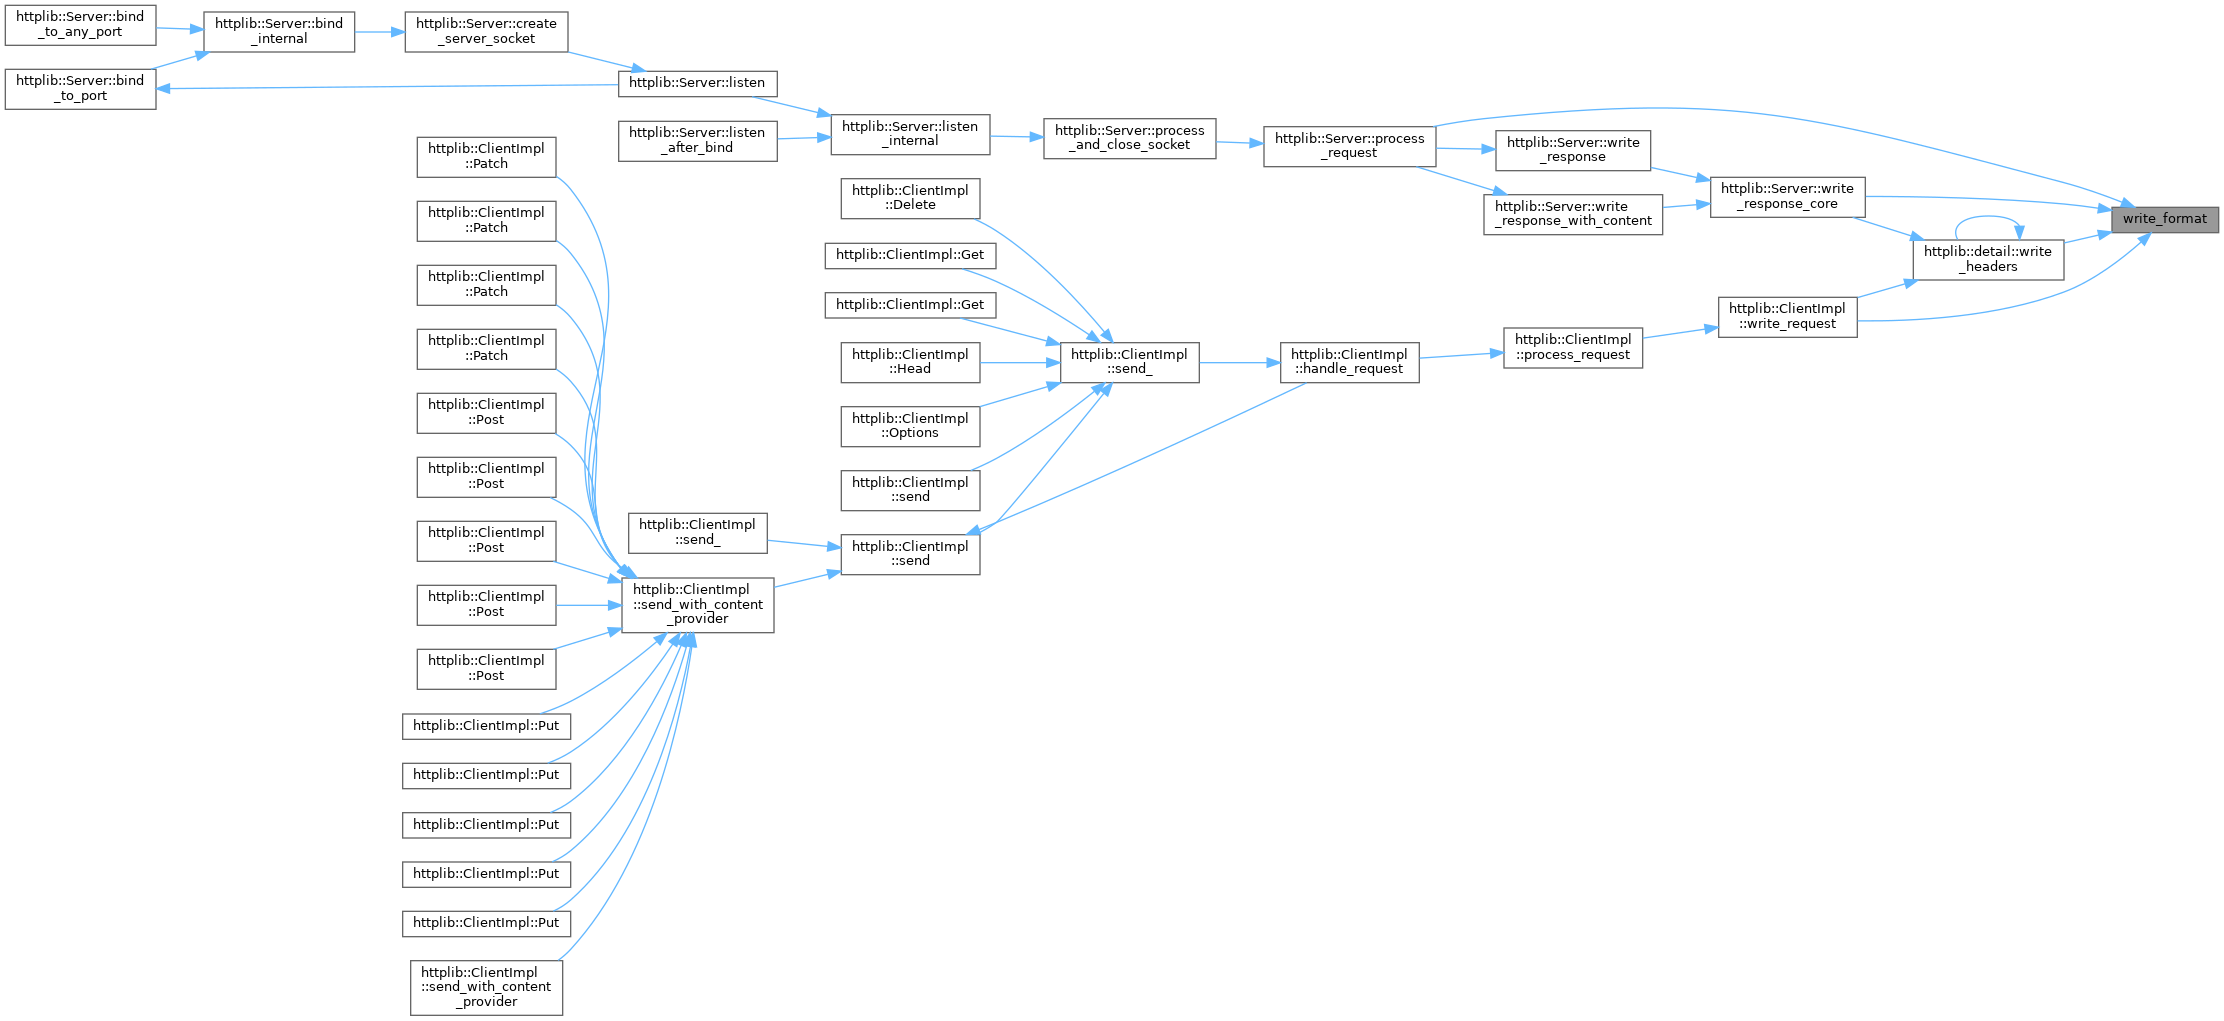 httplib::Server::bind
_to_any_port
httplib::Server::bind
_internal
httplib::Server::create
_server_socket
httplib::Server::bind
_to_port
httplib::Server::listen
httplib::Server::listen
_after_bind
httplib::Server::listen
_internal
httplib::Server::process
_and_close_socket
httplib::Server::process
_request
httplib::Server::write
_response
httplib::Server::write
_response_with_content
httplib::Server::write
_response_core
write_format
httplib::detail::write
_headers
httplib::ClientImpl
::write_request
httplib::ClientImpl
::process_request
httplib::ClientImpl
::handle_request
httplib::ClientImpl
::send_
httplib::ClientImpl
::Delete
httplib::ClientImpl::Get
httplib::ClientImpl::Get
httplib::ClientImpl
::Head
httplib::ClientImpl
::Options
httplib::ClientImpl
::send
httplib::ClientImpl
::send
httplib::ClientImpl
::send_
httplib::ClientImpl
::send_with_content
_provider
httplib::ClientImpl
::Patch
httplib::ClientImpl
::Patch
httplib::ClientImpl
::Patch
httplib::ClientImpl
::Patch
httplib::ClientImpl
::Post
httplib::ClientImpl
::Post
httplib::ClientImpl
::Post
httplib::ClientImpl
::Post
httplib::ClientImpl
::Post
httplib::ClientImpl::Put
httplib::ClientImpl::Put
httplib::ClientImpl::Put
httplib::ClientImpl::Put
httplib::ClientImpl::Put
httplib::ClientImpl
::send_with_content
_provider